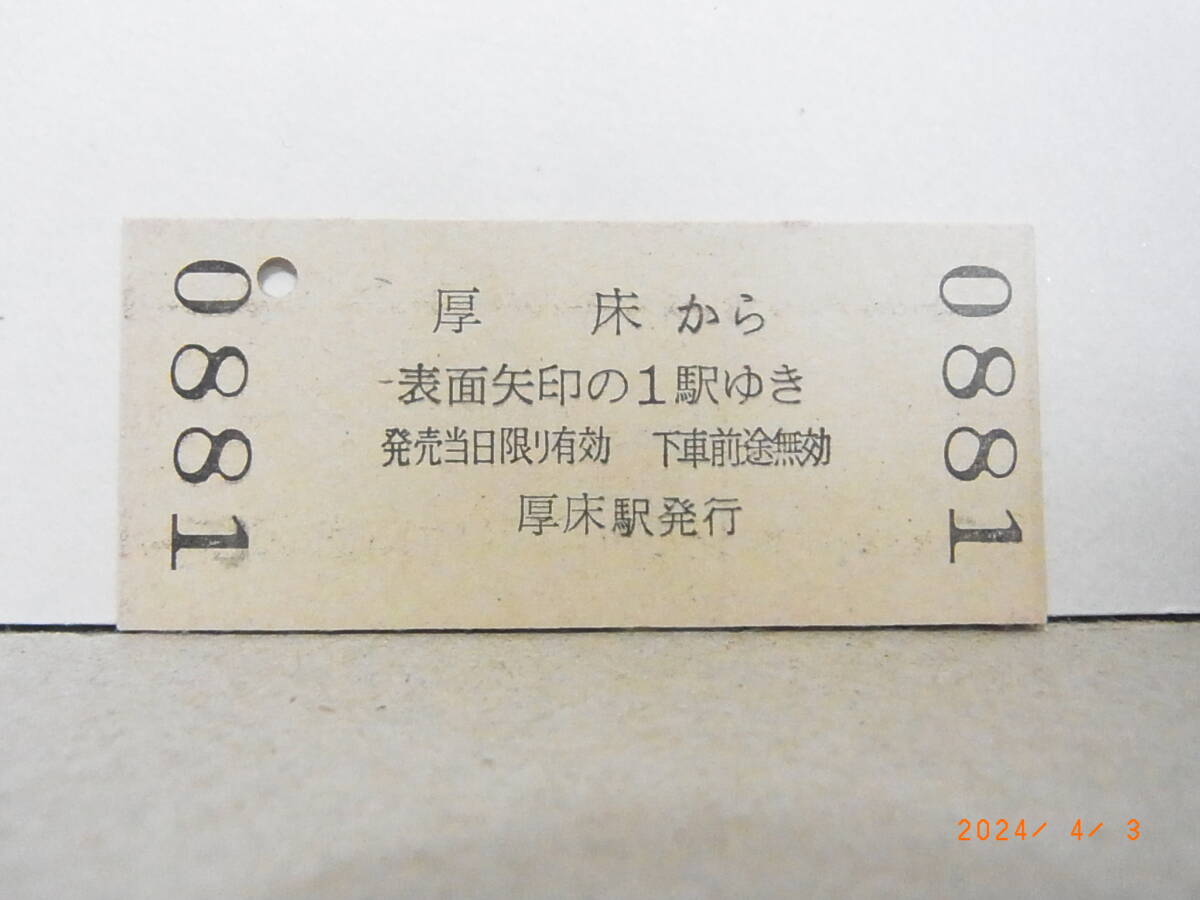 厚床から
表面矢印の1駅ゆき
発売当日限り有効 下車前途無効
厚床駅発行
0881
0881
2024/ 4/ 3